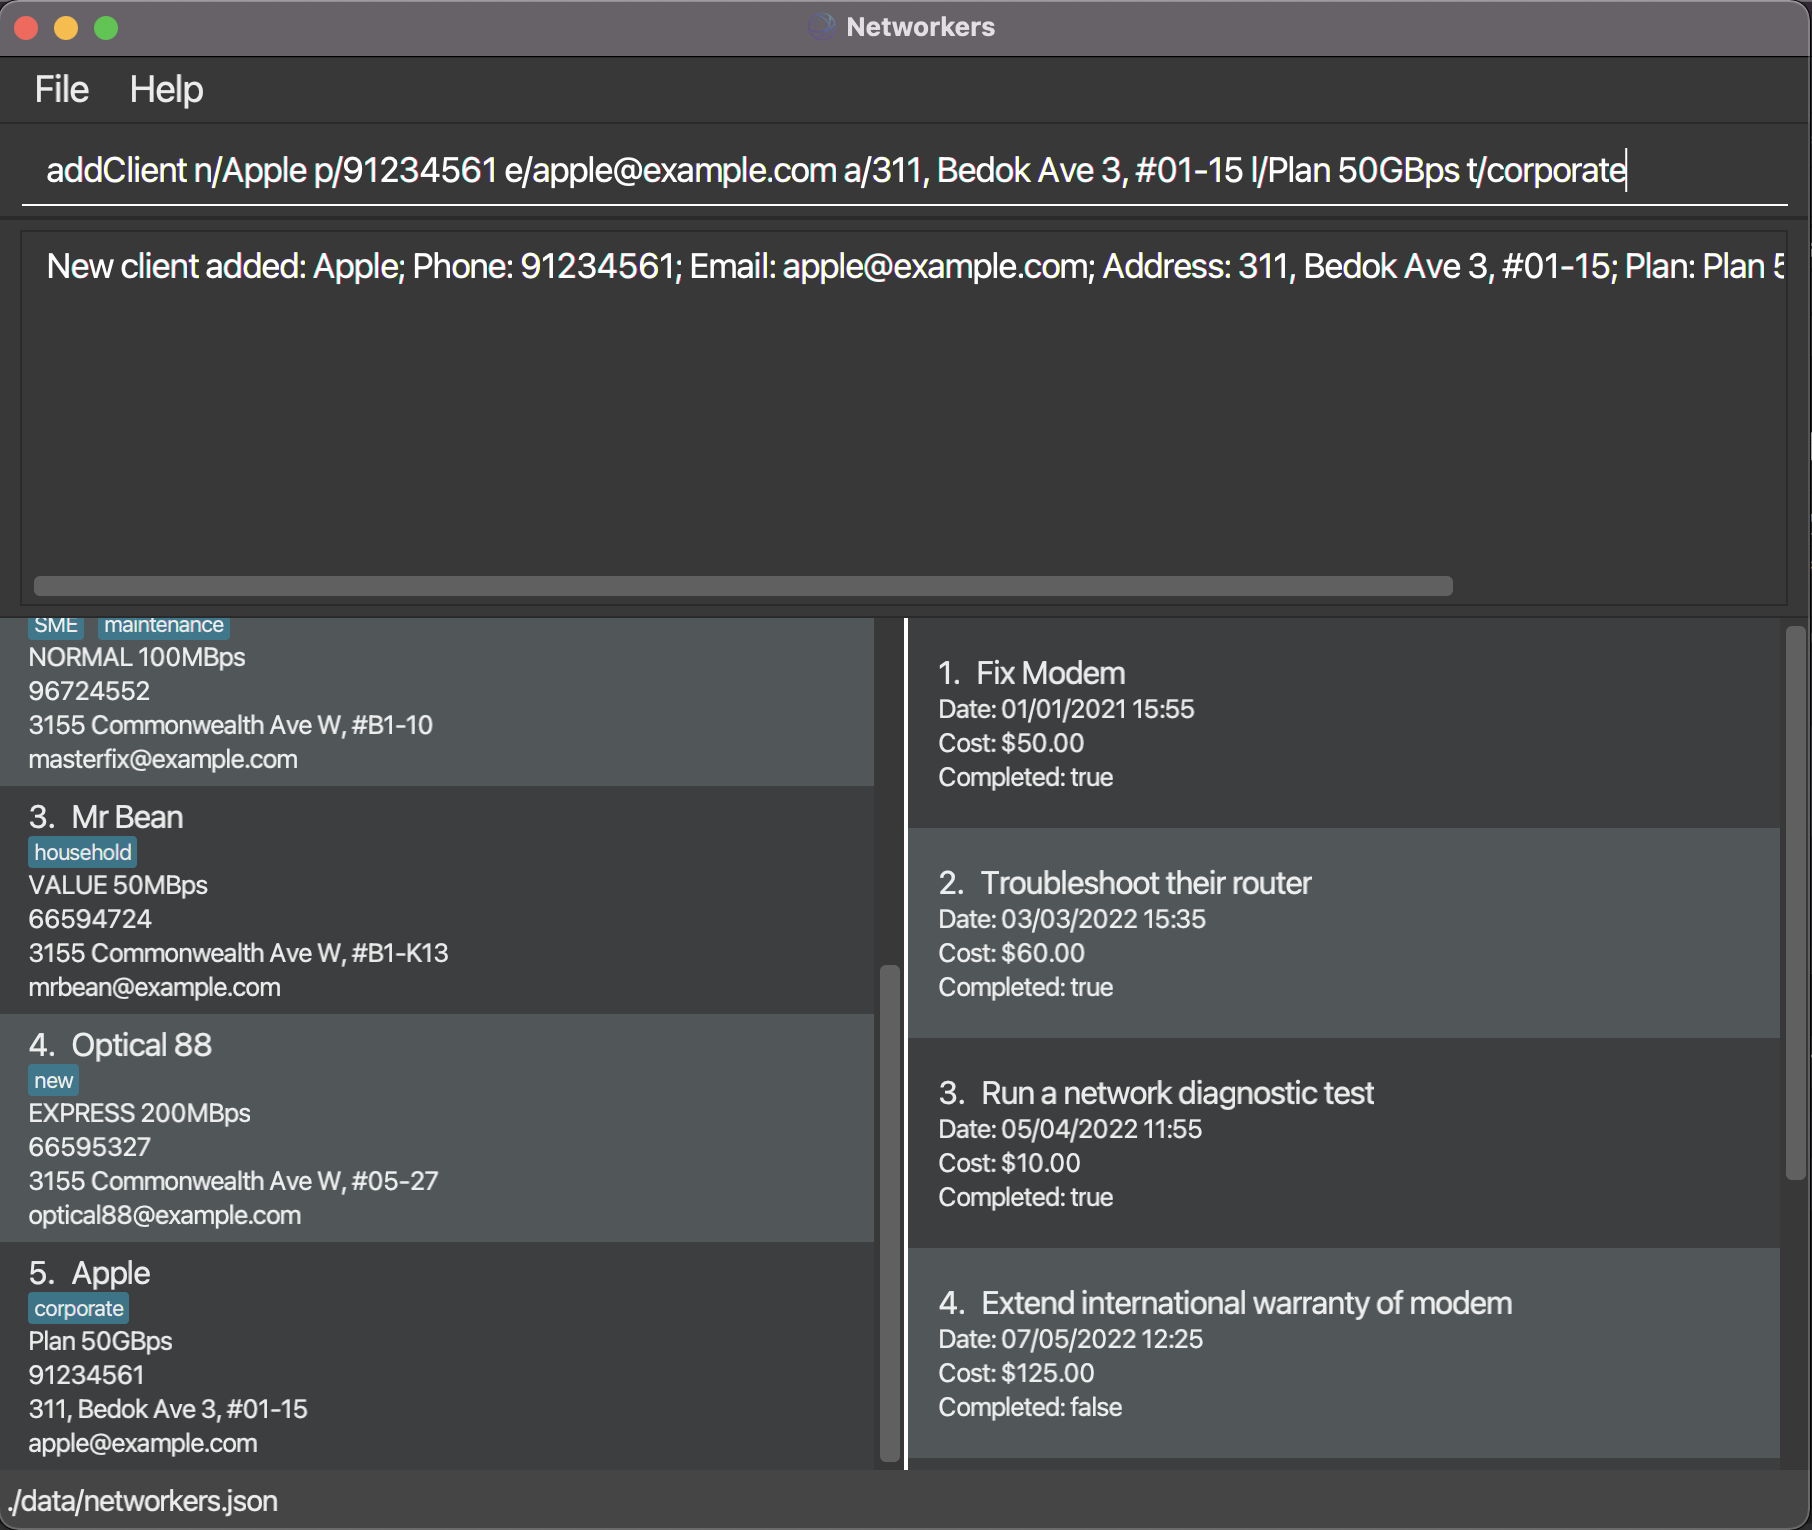 Networkers
File Help
addClient n/Apple p/91234561 e/apple@example.com a/311, Bedok Ave 3, #01-15 l/Plan 50GBps t/corporate
New client added: Apple; Phone: 91234561; Email: apple@example.com; Address: 311, Bedok Ave 3, #01-15; Plan: Plan 5
SME maintenance
NORMAL 100MBps
96724552
3155 Commonwealth Ave W, #B1-10
masterfix@example.com
3. Mr Bean
household
VALUE 50MBps
66594724
3155 Commonwealth Ave W, #B1-K13
mrbean@example.com
4. Optical 88
new
EXPRESS 200MBps
66595327
3155 Commonwealth Ave W, #05-27
optical88@example.com
5. Apple
corporate
Plan 50GBps
91234561
311, Bedok Ave 3, #01-15
apple@example.com
1. Fix Modem
Date: 01/01/2021 15:55
Cost: $50.00
Completed: true
2. Troubleshoot their router
Date: 03/03/2022 15:35
Cost: $60.00
Completed: true
3. Run a network diagnostic test
Date: 05/04/2022 11:55
Cost: $10.00
Completed: true
4. Extend international warranty of modem
Date: 07/05/2022 12:25
Cost: $125.00
Completed: false
./data/networkers.json